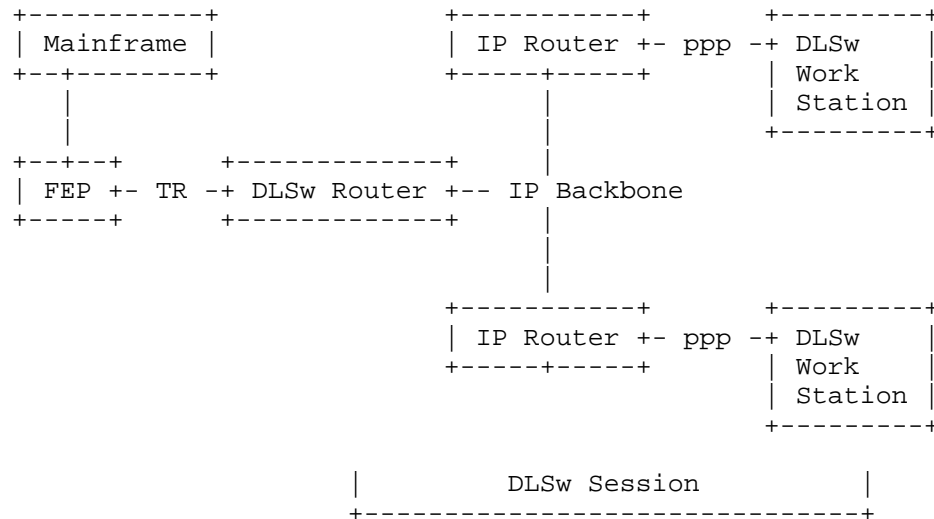 Mainframe | IP Router +- ppp -+ DLSw
Work
Station
FEP +- TR -+ DLSw Router +-- IP Backbone
IP Router +- ppp -+ DLSw
Work
Station
DLSw Session